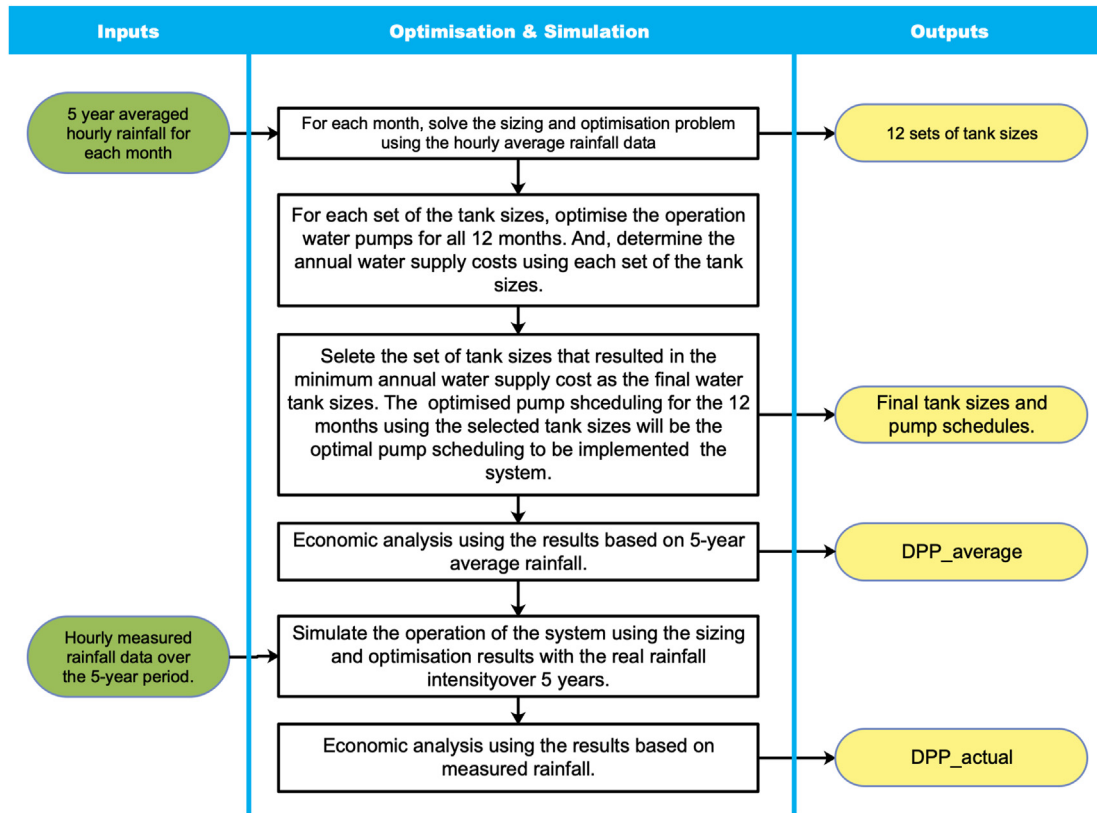 Inputs
Optimisation & Simulation
Outputs
5 year averaged
hourly rainfall for
each month
For each month, solve the sizing and optimisation problem
using the hourly average rainfall data
12 sets of tank sizes
For each set of the tank sizes, optimise the operation
water pumps for all 12 months. And, determine the
annual water supply costs using each set of the tank
sizes.
Selete the set of tank sizes that resulted in the
minimum annual water supply cost as the final water
tank sizes. The optimised pump shceduling for the 12
months using the selected tank sizes will be the
optimal pump scheduling to be implemented the
system.
Final tank sizes and
pump schedules.
Economic analysis using the results based on 5-year
average rainfall.
DPP_average
Hourly measured
rainfall data over
the 5-year period.
Simulate the operation of the system using the sizing
and optimisation results with the real rainfall
intensityover 5 years.
Economic analysis using the results based on
measured rainfall.
DPP_actual